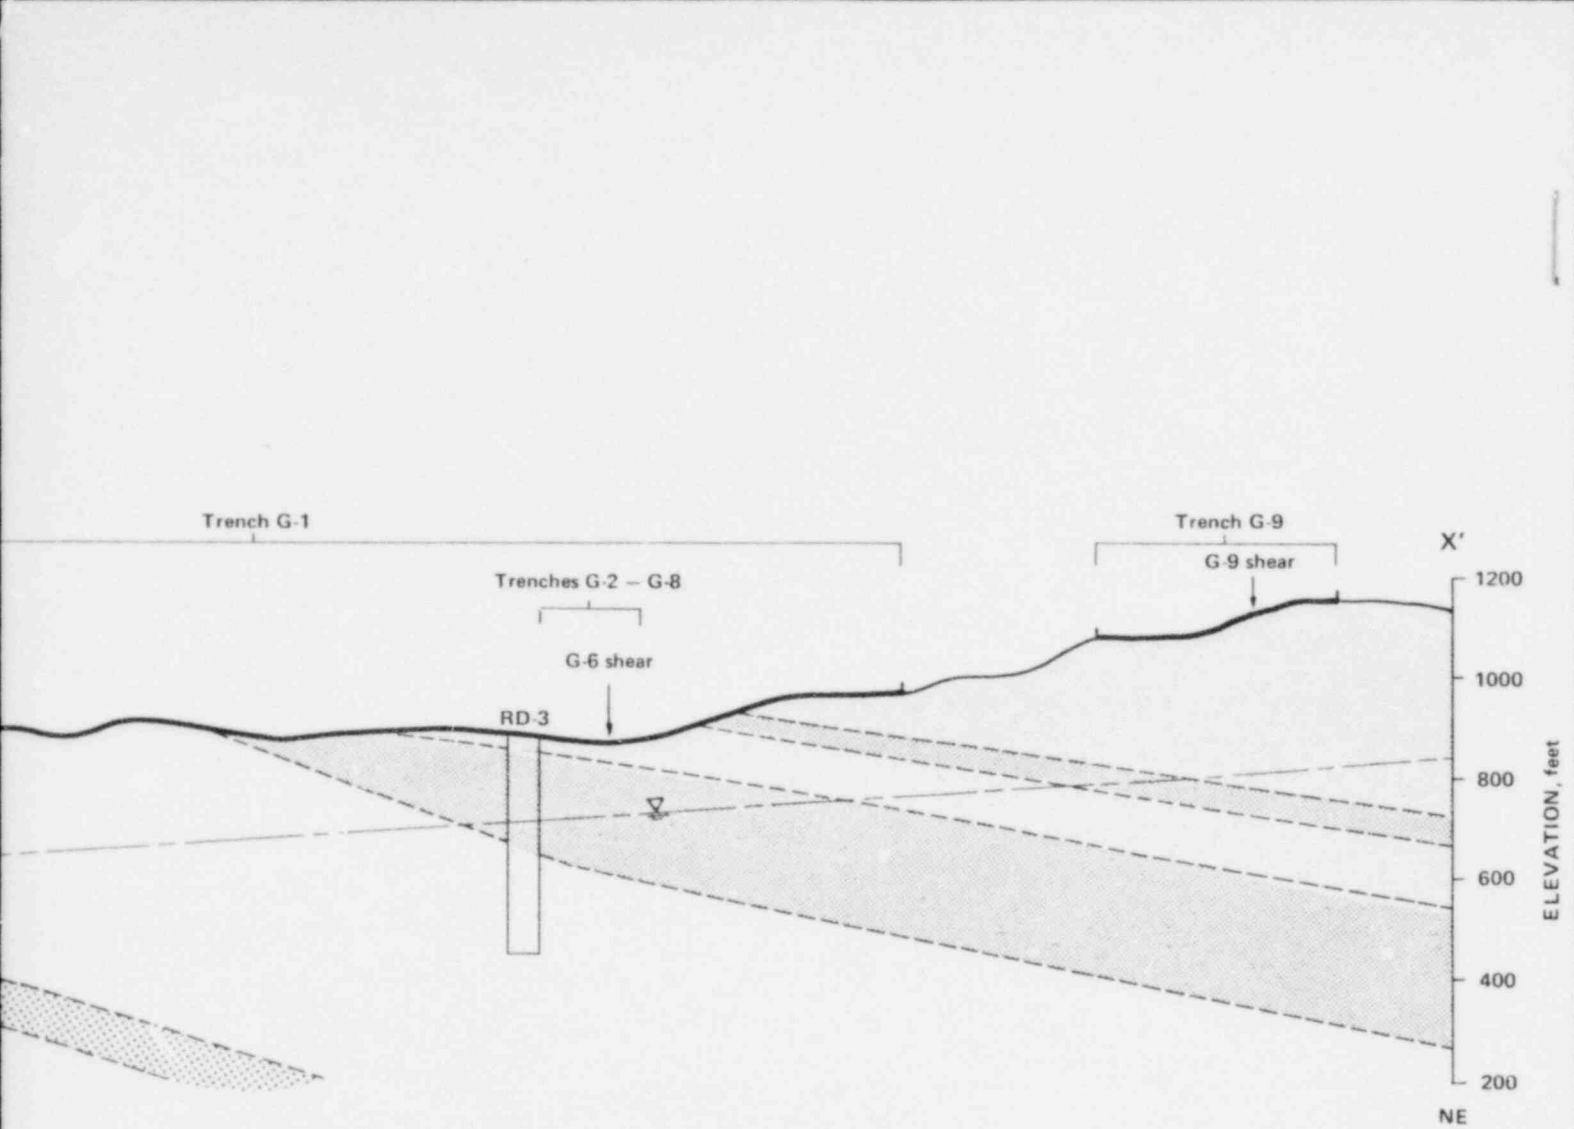 Trench G-1
Trench G-9
X'
G-9 shear
1200
Trenches G-2 – G-8
G-6 shear
1000
RD-3
800
ELEVATION, feet
600
400
200
NE